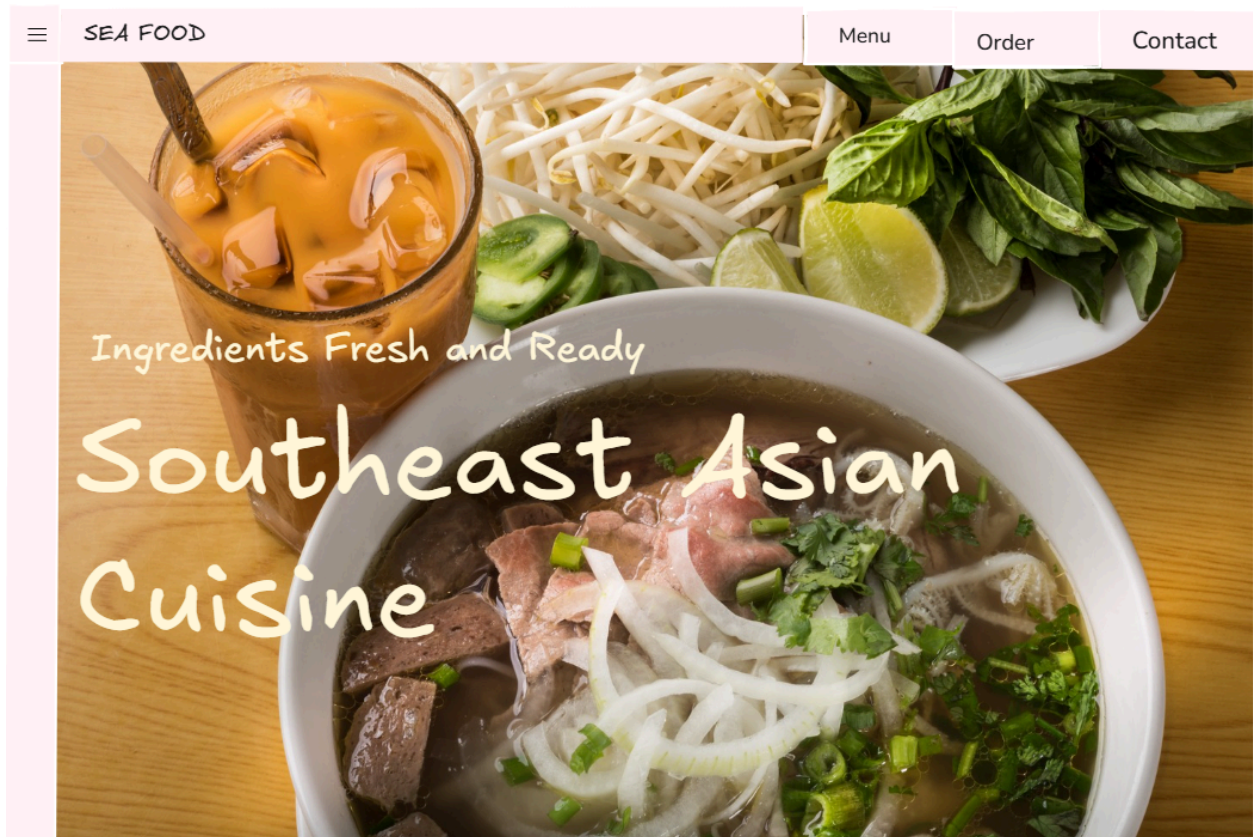 SEA FOOD
Menu
Order
Contact
Ingredients Fresh and Ready
Southeast Asian
Cuisine